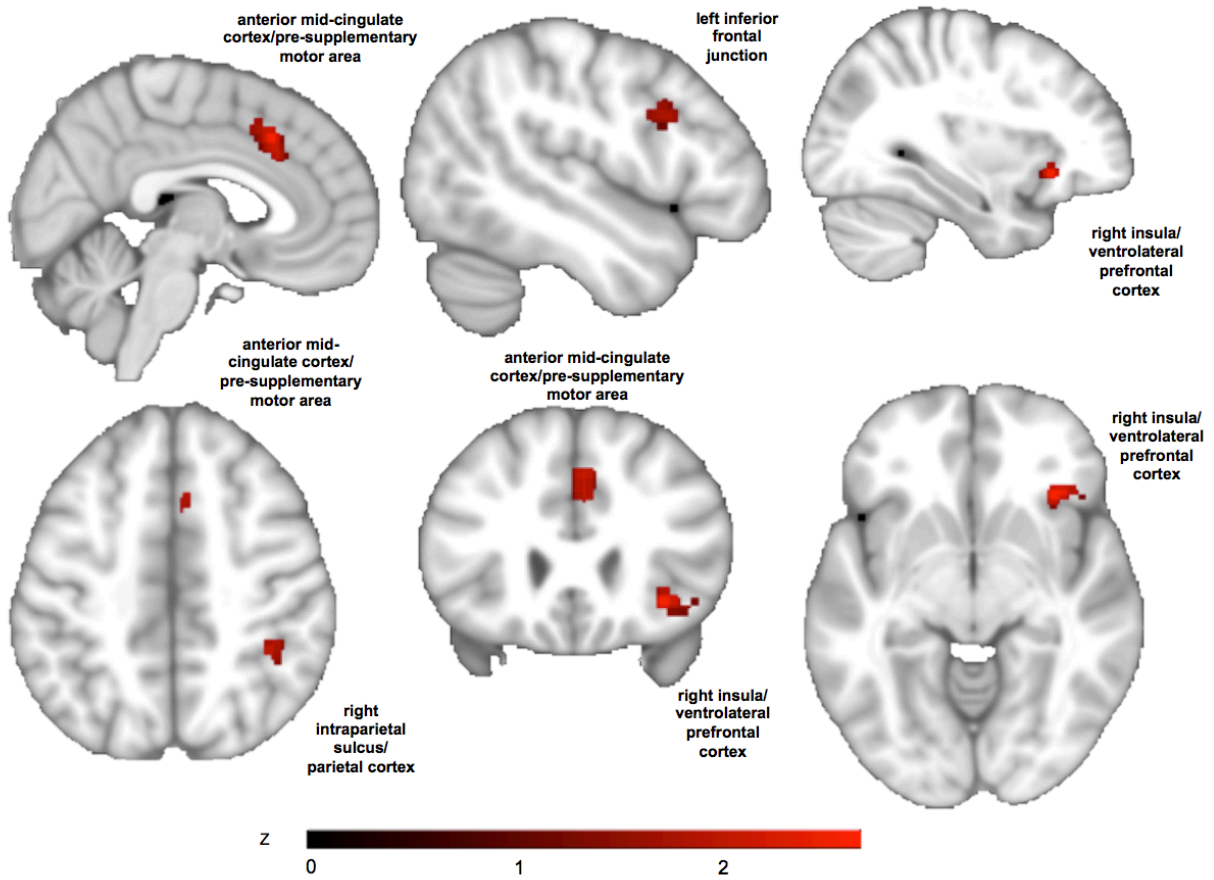 anterior mid-cingulate
cortex/pre-supplementary
motor area
left inferior
frontal
junction
right insula/
ventrolateral
prefrontal
cortex
anterior mid-
cingulate cortex/
pre-supplementary
motor area
anterior mid-cingulate
cortex/pre-supplementary
motor area
right insula/
ventrolateral
prefrontal
cortex
right
intraparietal
sulcus/
parietal cortex
right insula/
ventrolateral
prefrontal
cortex
z
0 1 2